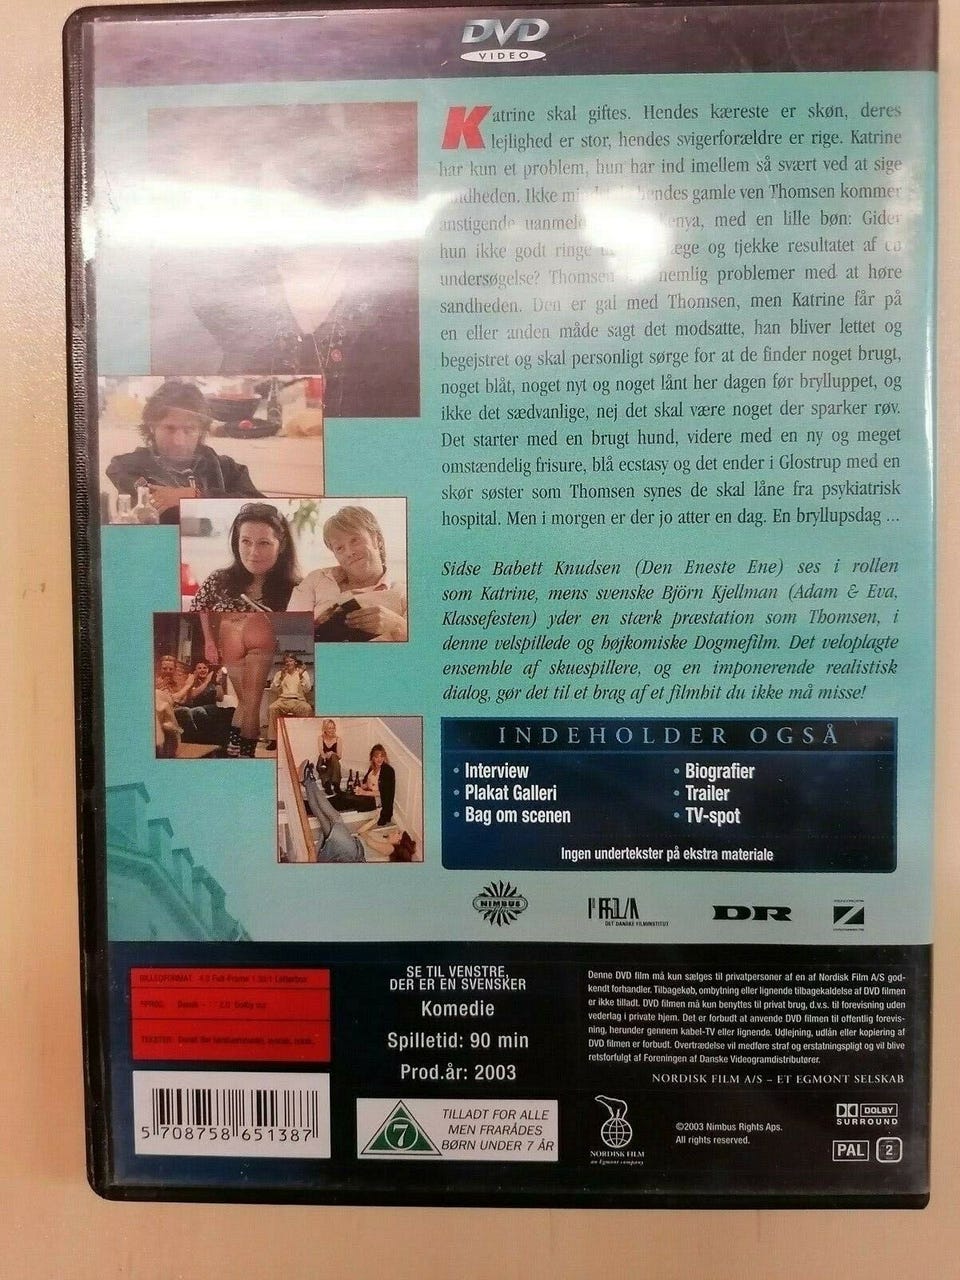 DVD
VIDEO
Katrine skal giftes. Hendes kæreste er skøn, deres
lejlighed er stor, hendes svigerforældre er rige. Katrine
har kun et problem, hun har ind imellem så svært ved at sige
sandheden. Ikke hendes gamle ven Thomsen kommer
med en lille bøn: Gider
hun ikke godt ringe og tjekke resultatet af en
undersøgelse? Thomsen nemlig problemer med at høre
sandheden. Den er gal med Thomsen, men Katrine får på
en eller anden måde sagt det modsatte, han bliver lettet og
begejstret og skal personligt sørge for at de finder noget brugt,
noget blåt, noget nyt og noget lånt her dagen før brylluppet, og
ikke det sædvanlige, nej det skal være noget der sparker røv.
Det starter med en brugt hund, videre med en ny og meget
omstændelig frisure, blå ecstasy og det ender i Glostrup med en
skør søster som Thomsen synes de skal låne fra psykiatrisk
hospital. Men i morgen er der jo atter en dag. En bryllupsdag ...
Sidse Babett Knudsen (Den Eneste Ene) ses i rollen
som Katrine, mens svenske Björn Kjellman (Adam & Eva,
Klassefesten) yder en stærk præstation som Thomsen, i
denne velspillede og højkomiske Dogmefilm. Det veloplagte
ensemble af skuespillere, og en imponerende realistisk
dialog, gør det til et brag af et filmhit du ikke må misse!
INDEHOLDER OGSÅ
• Interview
• Plakat Galleri
• Bag om scenen
• Biografier
• Trailer
• TV-spot
Ingen undertekster på ekstra materiale
NIMBUS
DET DANSKE FILMINSTITUT
DR
BILLEDFORMAT:
SPROG: Dansk
TEKSTER:
SE TIL VENSTRE,
DER ER EN SVENSKER
Komedie
Spilletid: 90 min
Prod.år: 2003
Denne DVD film må kun sælges til privatpersoner af en af Nordisk Film A/S god-
kendt forhandler. Tilbagekøb, ombytning eller lignende tilbagekaldelse af DVD filmen
er ikke tilladt. DVD filmen må kun benyttes til privat brug, d.v.s. til forevisning uden
vederlag i private hjem. Det er forbudt at anvende DVD filmen til offentlig forevis-
ning, herunder gennem kabel-TV eller lignende. Udlejning, udlån eller kopiering af
DVD filmen er forbudt. Overtrædelse vil medføre straf og erstatningspligt og vil blive
retsforfulgt af Foreningen af Danske Videogramdistributører.
NORDISK FILM A/S – ET EGMONT SELSKAB
5 708758 651387
7
TILLADT FOR ALLE
MEN FRARÅDES
BØRN UNDER 7 ÅR
NORDISK FILM
an Egmont company
©2003 Nimbus Rights Aps.
All rights reserved.
DOLBY
SURROUND
PAL
2